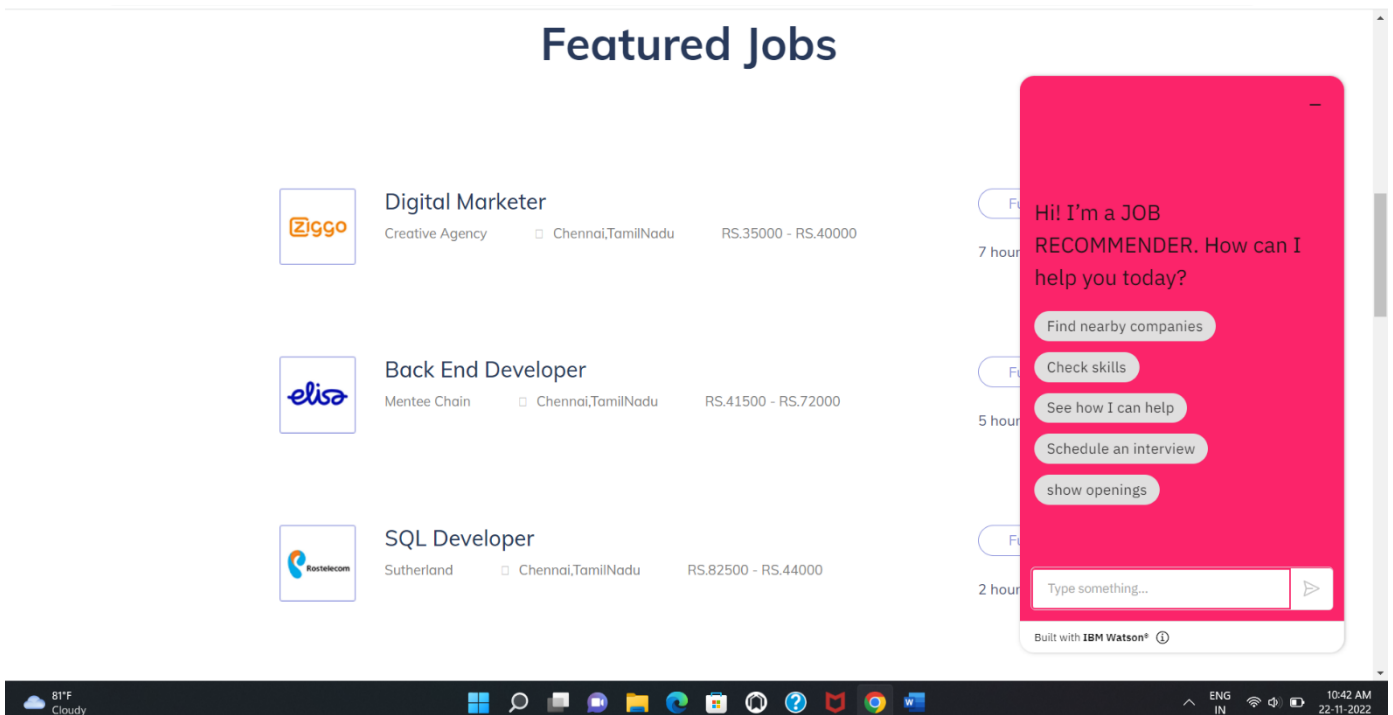 Featured Jobs
Ziggo
Digital Marketer
Creative Agency Chennai,TamilNadu RS.35000 - RS.40000
7 hour
elisa
Back End Developer
Mentee Chain Chennai,TamilNadu RS.41500 - RS.72000
5 hour
Rostelecom
SQL Developer
Sutherland Chennai,TamilNadu RS.82500 - RS.44000
2 hour
Hi! I'm a JOB
RECOMMENDER. How can I
help you today?
Find nearby companies
Check skills
See how I can help
Schedule an interview
show openings
Type something...
Built with IBM Watson®
81°F
Cloudy
ENG
IN
10:42 AM
22-11-2022